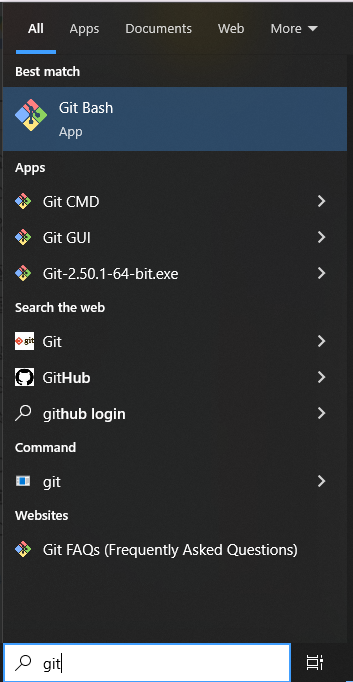 All Apps Documents Web More
Best match
Git Bash
App
Apps
Git CMD
Git GUI
Git-2.50.1-64-bit.exe
Search the web
git Git
GitHub
github login
Command
git
Websites
Git FAQs (Frequently Asked Questions)
git